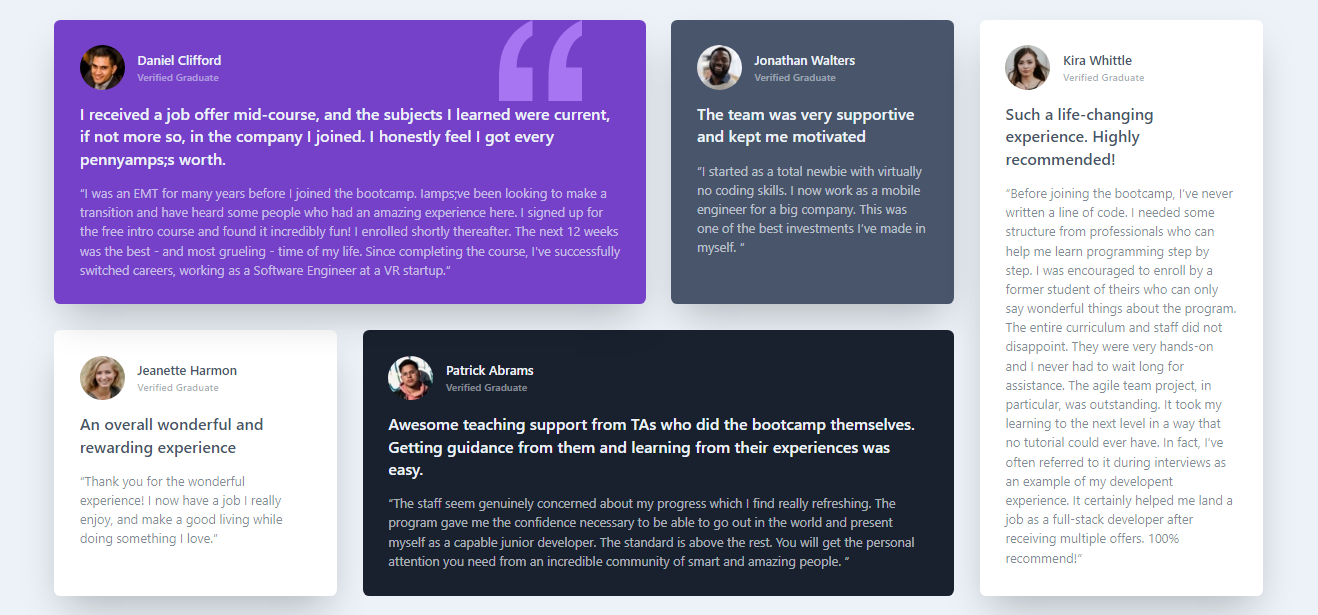 Daniel Clifford
Verified Graduate
I received a job offer mid-course, and the subjects I learned were current,
if not more so, in the company I joined. I honestly feel I got every
pennyamps;s worth.
“I was an EMT for many years before I joined the bootcamp. Iamps;ve been looking to make a
transition and have heard some people who had an amazing experience here. I signed up for
the free intro course and found it incredibly fun! I enrolled shortly thereafter. The next 12 weeks
was the best - and most grueling - time of my life. Since completing the course, I've successfully
switched careers, working as a Software Engineer at a VR startup.”
Jonathan Walters
Verified Graduate
The team was very supportive
and kept me motivated
“I started as a total newbie with virtually
no coding skills. I now work as a mobile
engineer for a big company. This was
one of the best investments I've made in
myself. ”
Kira Whittle
Verified Graduate
Such a life-changing
experience. Highly
recommended!
“Before joining the bootcamp, I've never
written a line of code. I needed some
structure from professionals who can
help me learn programming step by
step. I was encouraged to enroll by a
former student of theirs who can only
say wonderful things about the program.
The entire curriculum and staff did not
disappoint. They were very hands-on
and I never had to wait long for
assistance. The agile team project, in
particular, was outstanding. It took my
learning to the next level in a way that
no tutorial could ever have. In fact, I've
often referred to it during interviews as
an example of my developent
experience. It certainly helped me land a
job as a full-stack developer after
receiving multiple offers. 100%
recommend!”
Jeanette Harmon
Verified Graduate
An overall wonderful and
rewarding experience
“Thank you for the wonderful
experience! I now have a job I really
enjoy, and make a good living while
doing something I love.”
Patrick Abrams
Verified Graduate
Awesome teaching support from TAs who did the bootcamp themselves.
Getting guidance from them and learning from their experiences was
easy.
“The staff seem genuinely concerned about my progress which I find really refreshing. The
program gave me the confidence necessary to be able to go out in the world and present
myself as a capable junior developer. The standard is above the rest. You will get the personal
attention you need from an incredible community of smart and amazing people. ”